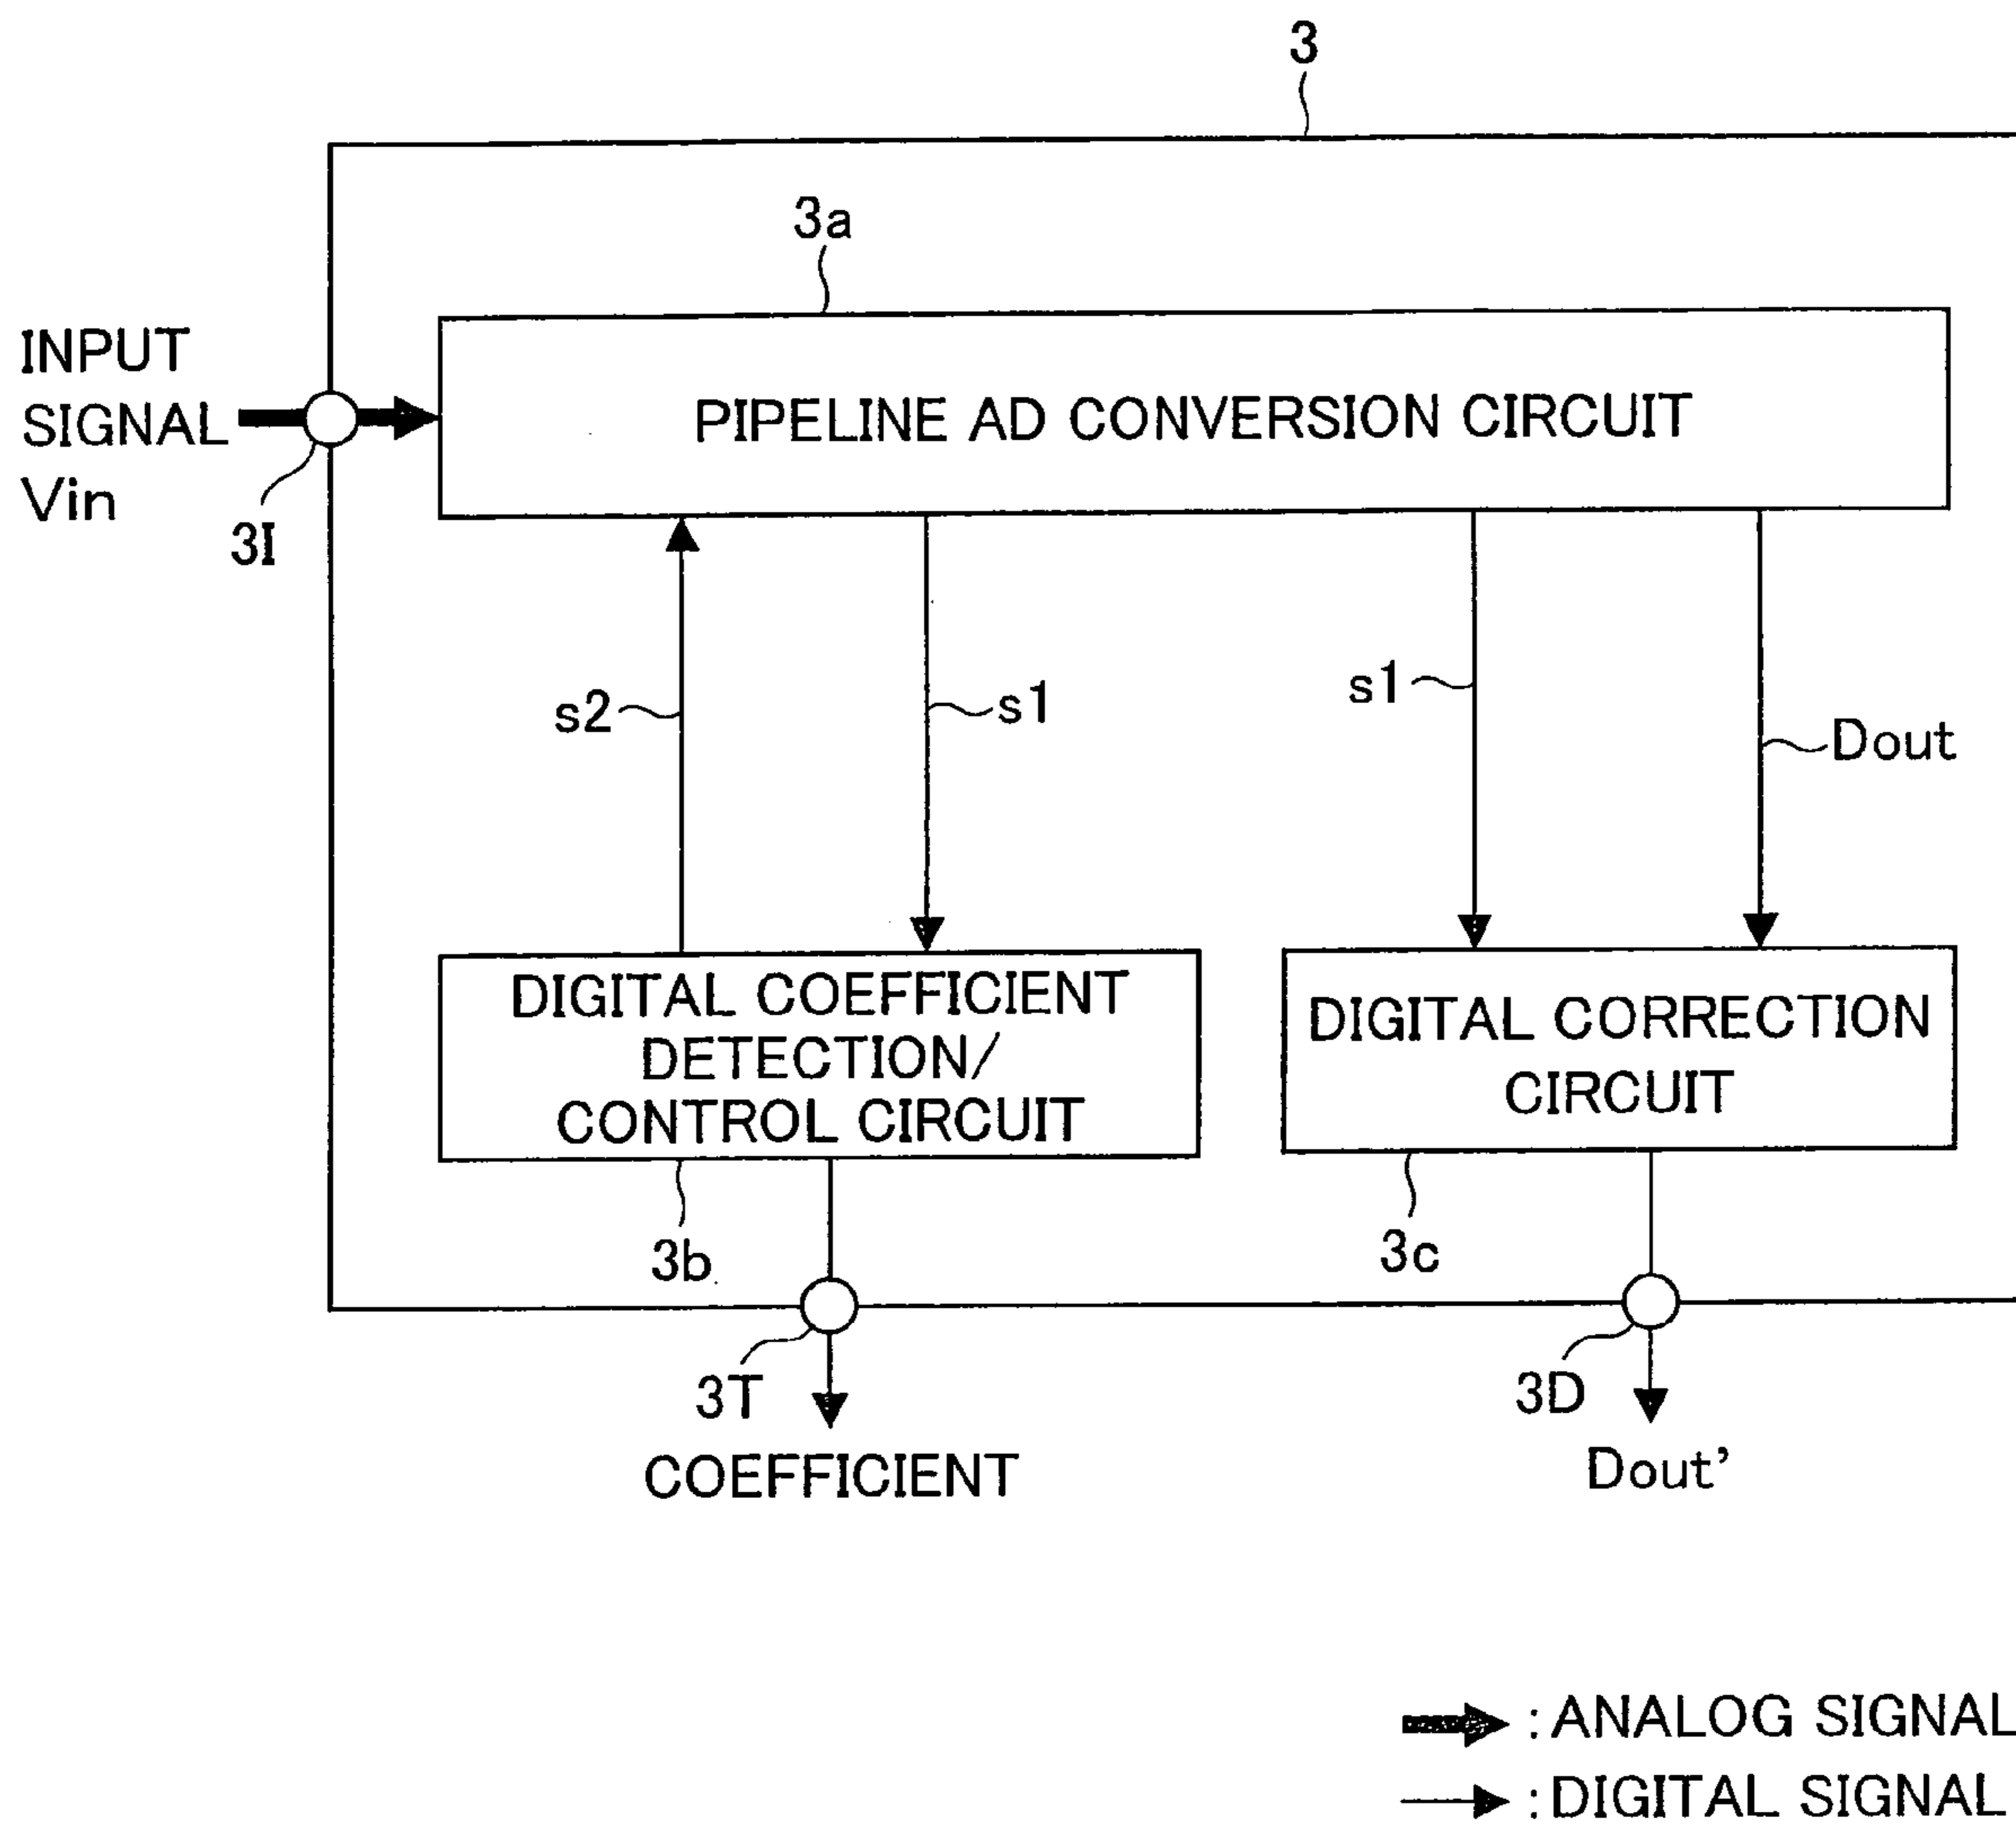 3
3a
INPUT
SIGNAL
Vin
3I
PIPELINE AD CONVERSION CIRCUIT
s2
s1
s1
Dout
DIGITAL COEFFICIENT
DETECTION/
CONTROL CIRCUIT
DIGITAL CORRECTION
CIRCUIT
3b
3c
3T
3D
COEFFICIENT
Dout’
: ANALOG SIGNAL
: DIGITAL SIGNAL